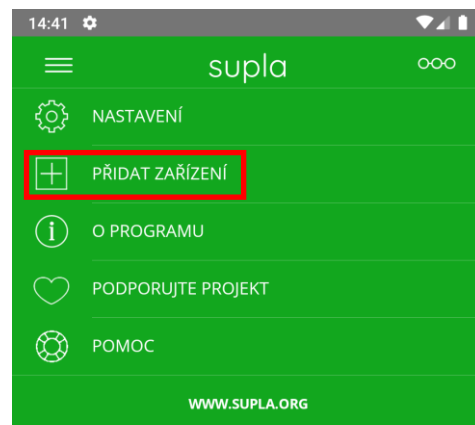 14:41
supla
NASTAVENÍ
PŘIDAT ZAŘÍZENÍ
O PROGRAMU
PODPORUJTE PROJEKT
POMOC
WWW.SUPLA.ORG